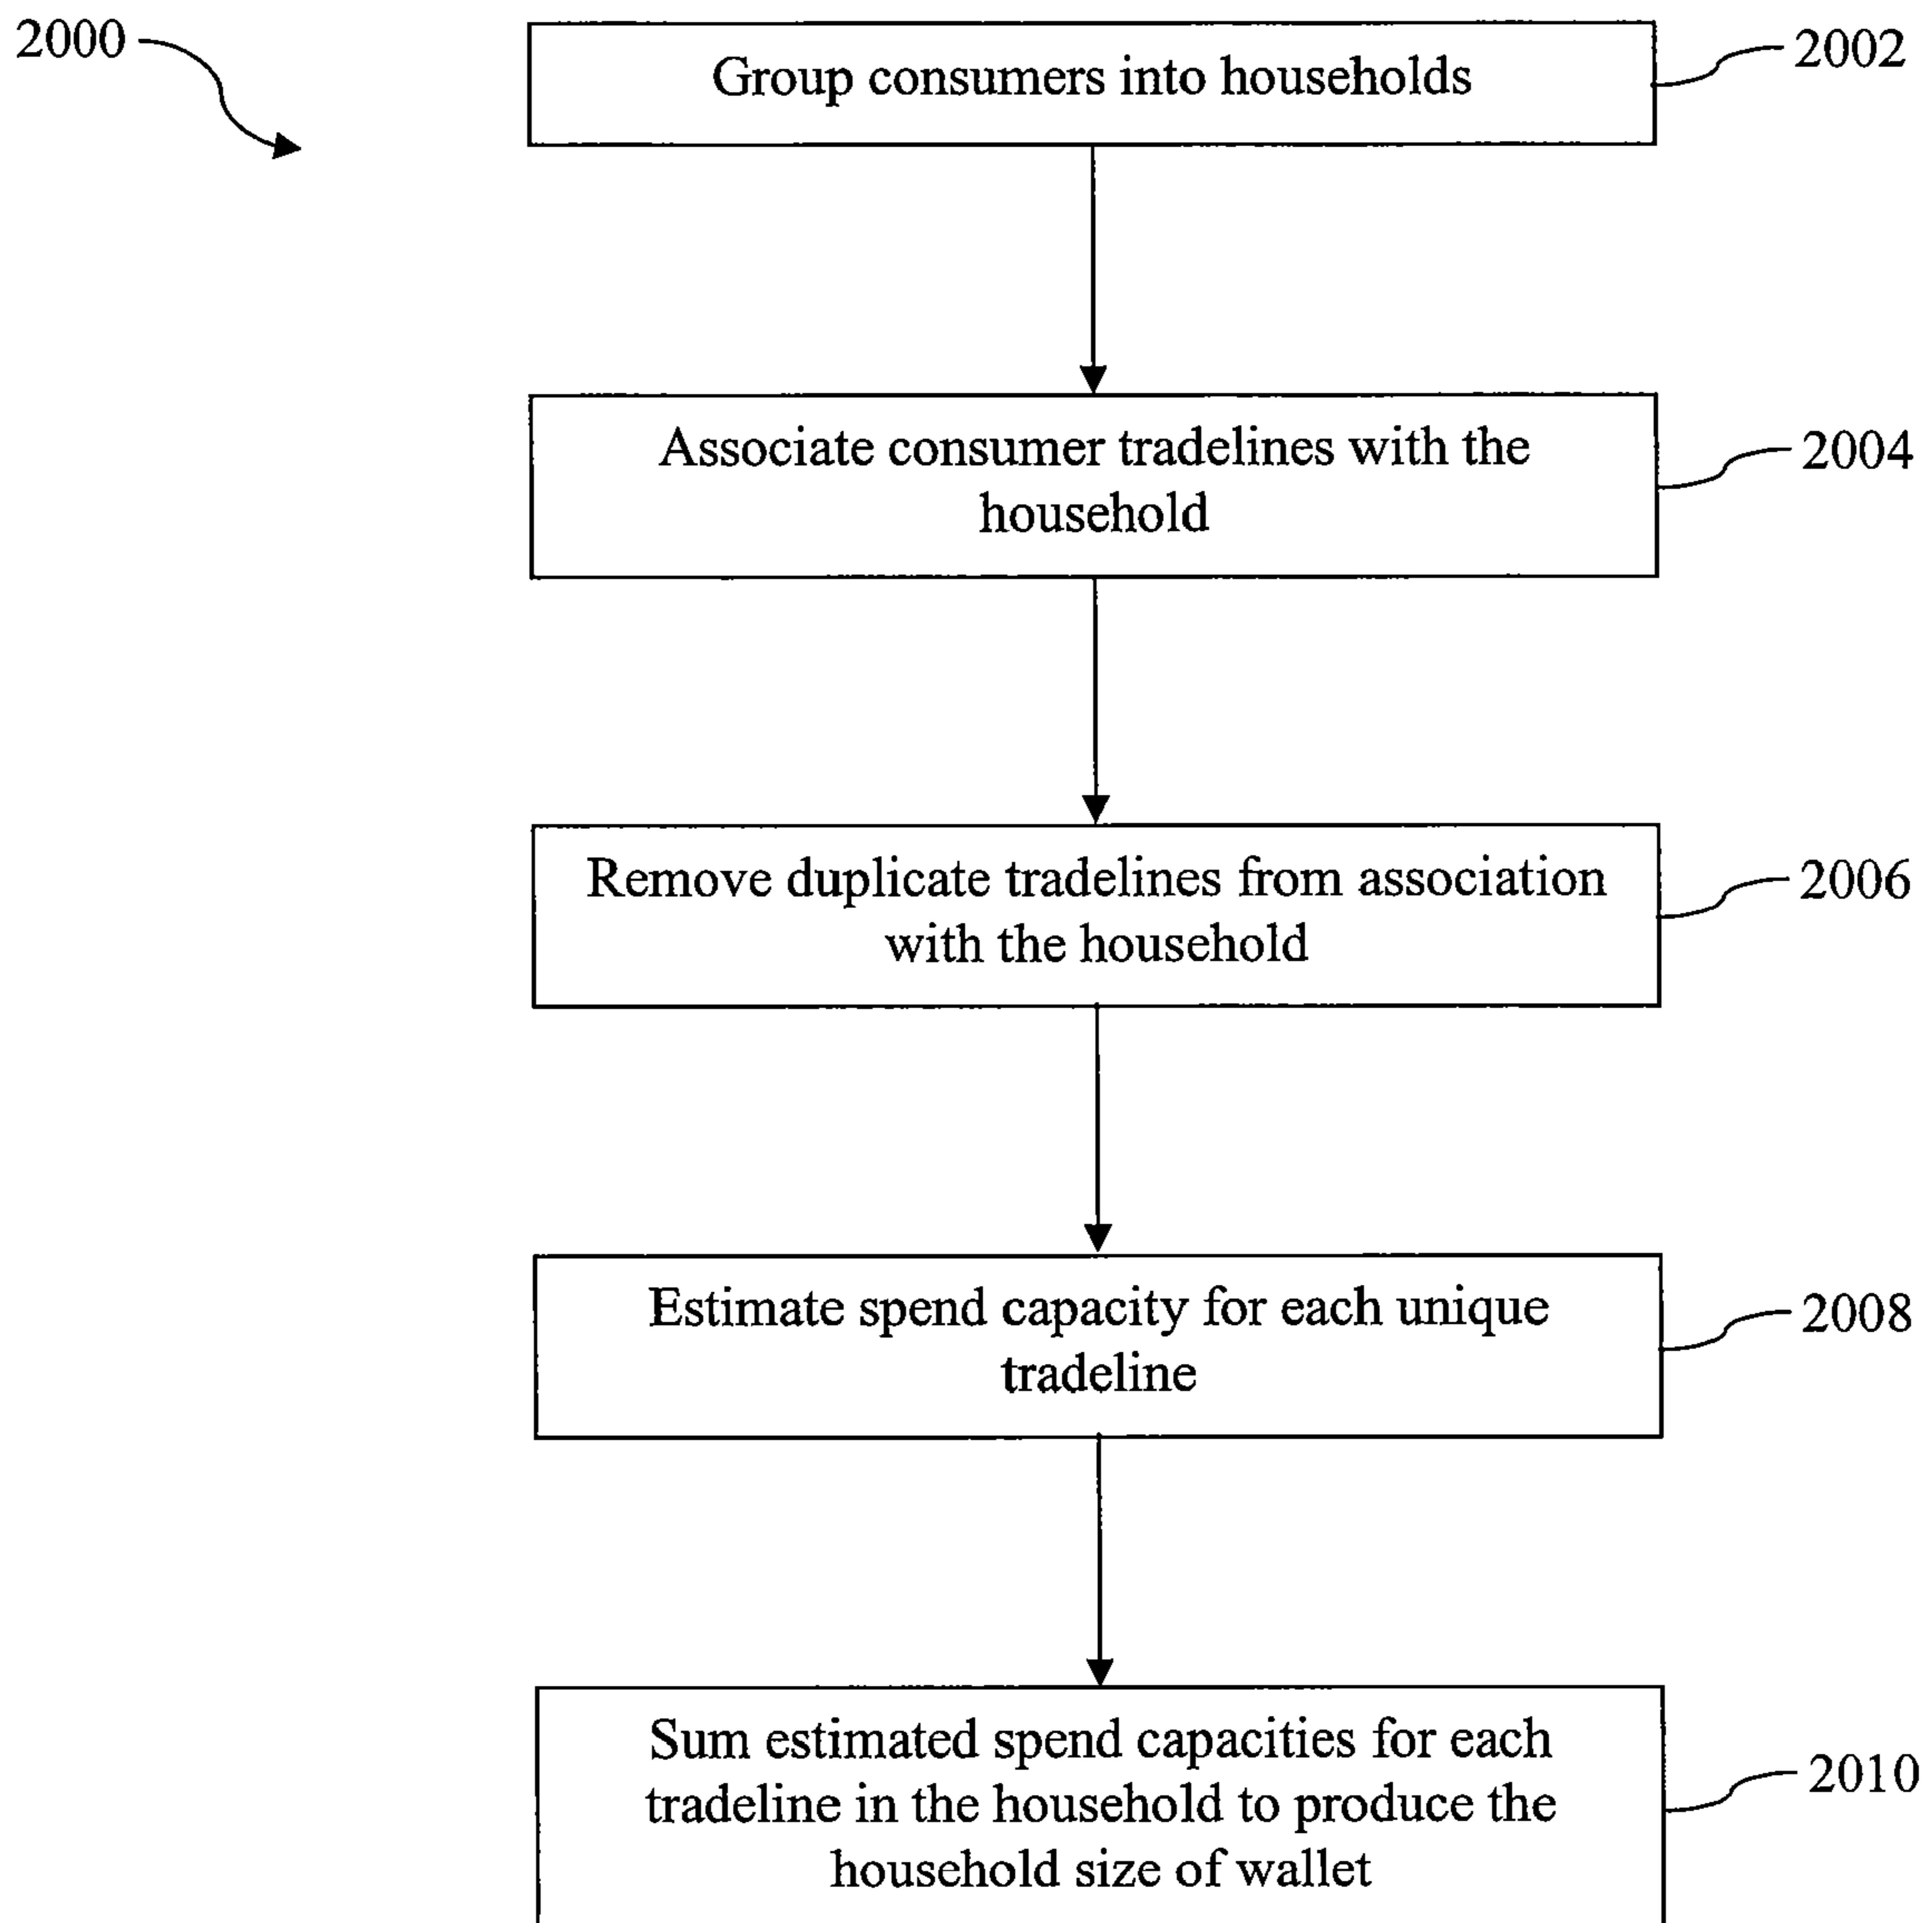 2000
Group consumers into households
2002
Associate consumer tradelines with the
household
2004
Remove duplicate tradelines from association
with the household
2006
Estimate spend capacity for each unique
tradeline
2008
Sum estimated spend capacities for each
tradeline in the household to produce the
household size of wallet
2010